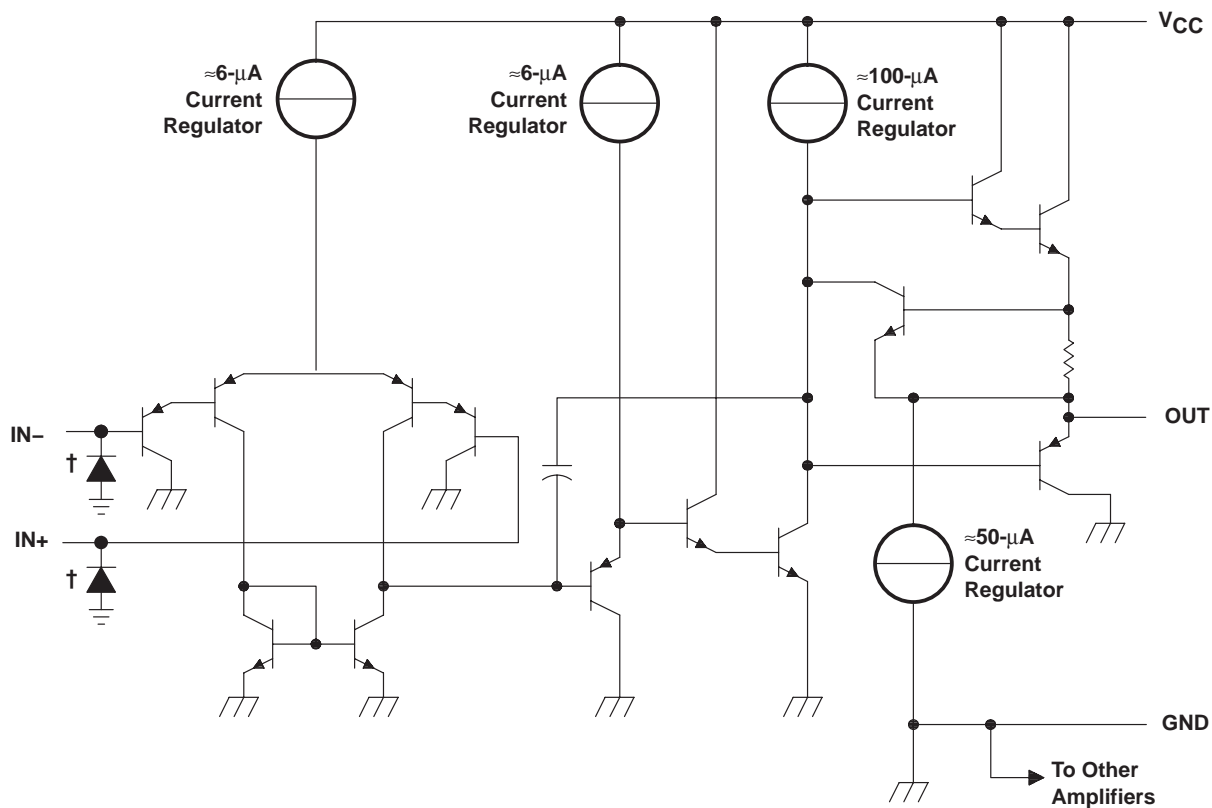 VCC
≈6-μA
Current
Regulator
≈6-μA
Current
Regulator
≈100-μA
Current
Regulator
IN−
†
OUT
IN+
†
≈50-μA
Current
Regulator
GND
To Other
Amplifiers